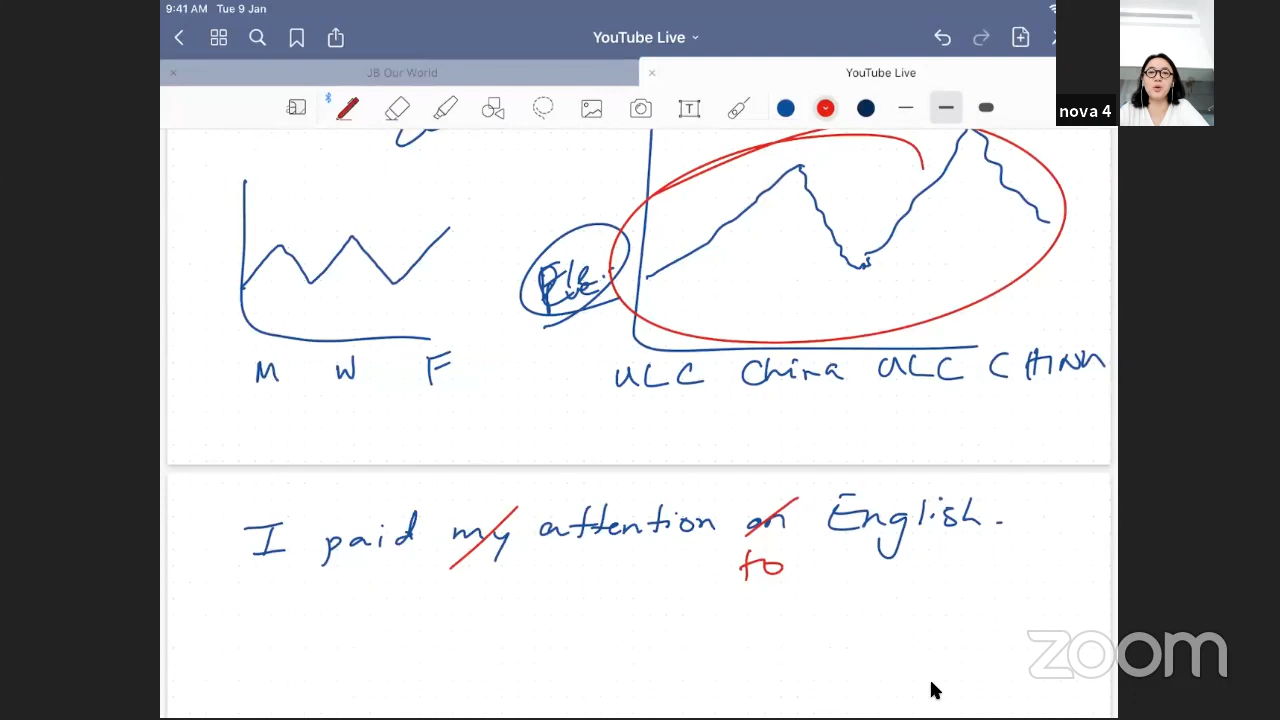 9:41 AM Tue 9 Jan
YouTube Live
JB Our World
YouTube Live
nova 4
M W F
ULC China ULC CHINA
I paid my attention on English.
to
zoom